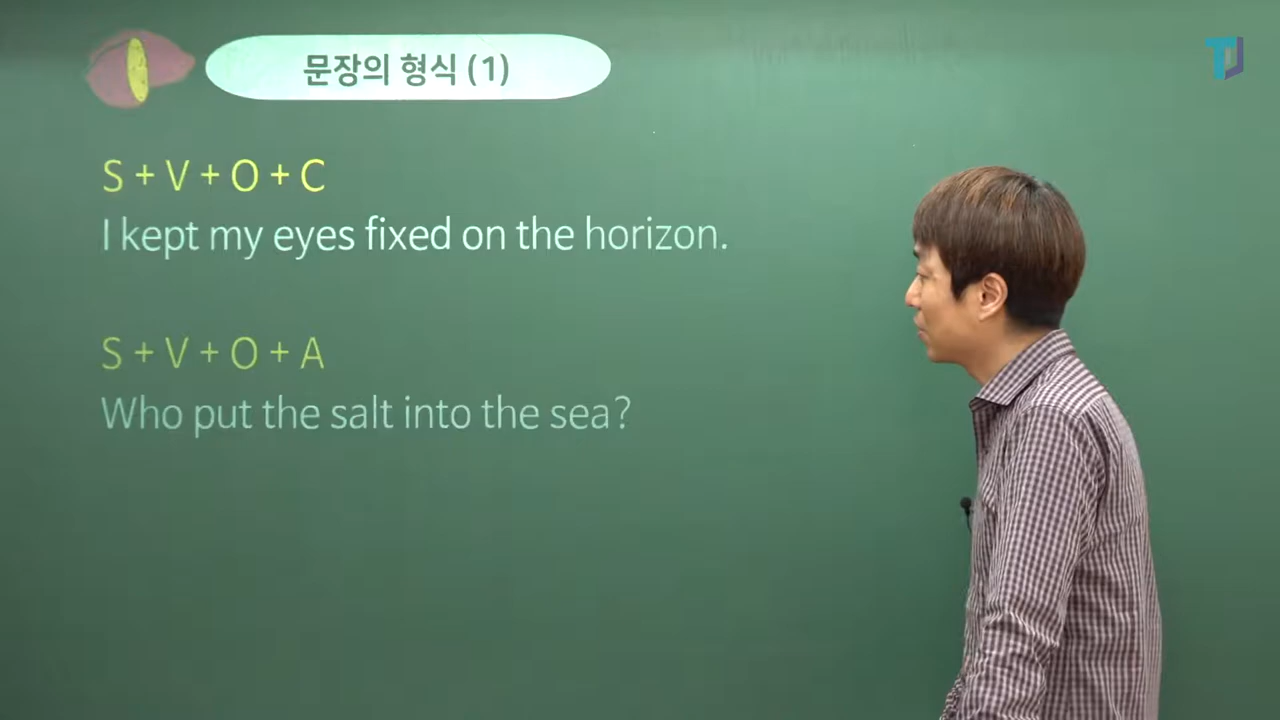 문장의 형식 (1)
S + V + O + C
I kept my eyes fixed on the horizon.
S + V + O + A
Who put the salt into the sea?